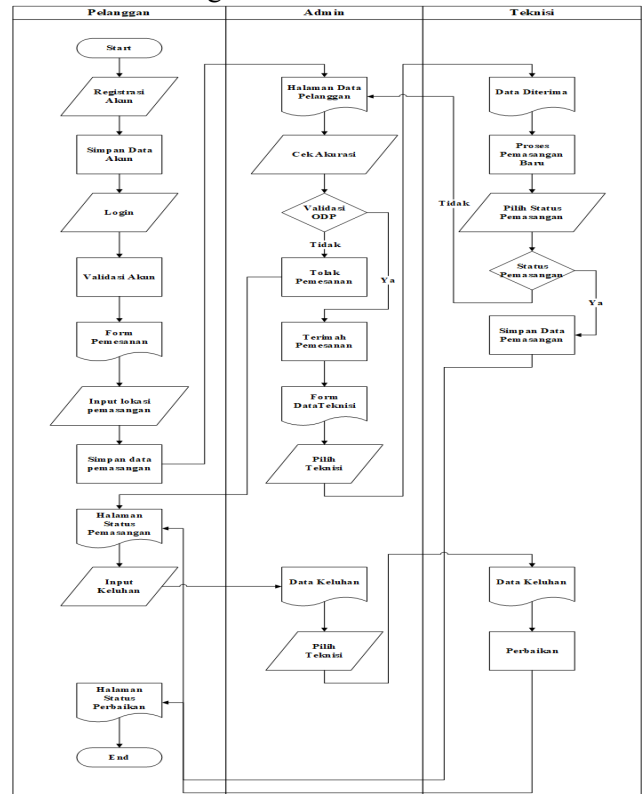 Pelanggan
Admin
Teknisi
Start
Registrasi
Akun
Simpan Data
Akun
Login
Validasi Akun
Form
Pemesanan
Input lokasi
pemasangan
Simpan data
pemasangan
Halaman
Status
Pemasangan
Input
Keluhan
Halaman
Status
Perbaikan
End
Halaman Data
Pelanggan
Cek Akurasi
Validasi
ODP
Tidak
Ya
Tolak
Pemesanan
Terimah
Pemesanan
Form
DataTeknisi
Pilih
Teknisi
Data Keluhan
Pilih
Teknisi
Data Diterima
Proses
Pemasangan
Baru
Pilih Status
Pemasangan
Tidak
Status
Pemasangan
Ya
Simpan Data
Pemasangan
Data Keluhan
Perbaikan